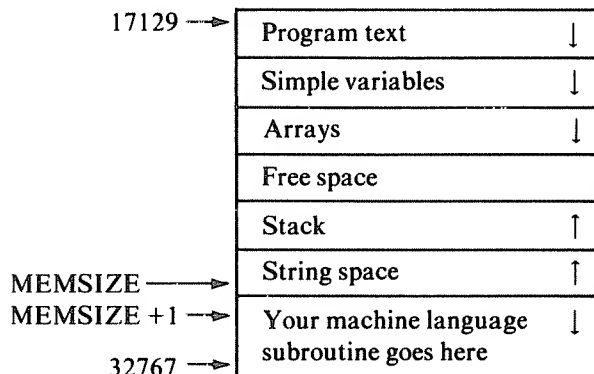 17129 → Program text ↓
Simple variables ↓
Arrays ↓
Free space
Stack ↑
MEMSIZE → String space ↑
MEMSIZE +1 → Your machine language ↓
subroutine goes here
32767 →